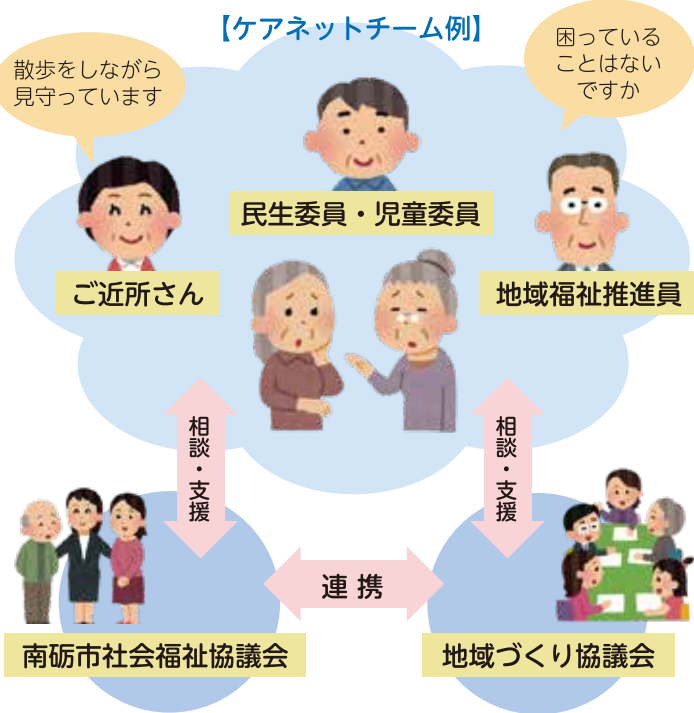 【ケアネットチーム例】
散歩をしながら
見守っています
困っている
ことはない
ですか
民生委員・児童委員
ご近所さん
地域福祉推進員
相談・支援
相談・支援
連携
南砺市社会福祉協議会
地域づくり協議会